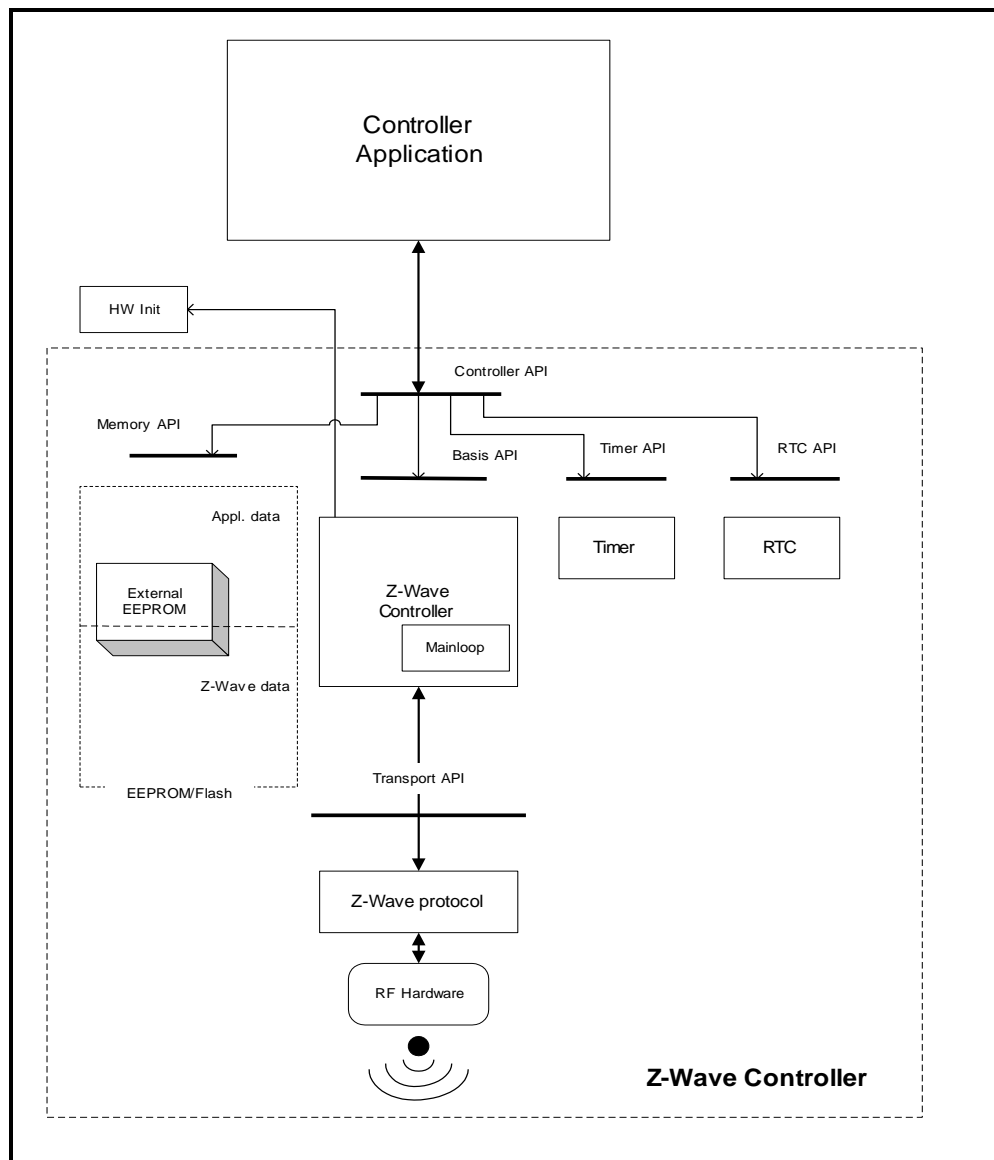 Controller
Application
HW Init
Controller API
Memory API
Basis API
Timer API
RTC API
Appl. data
External
EEPROM
Z-Wave data
EEPROM/Flash
Z-Wave
Controller
Mainloop
Timer
RTC
Transport API
Z-Wave protocol
RF Hardware
Z-Wave Controller